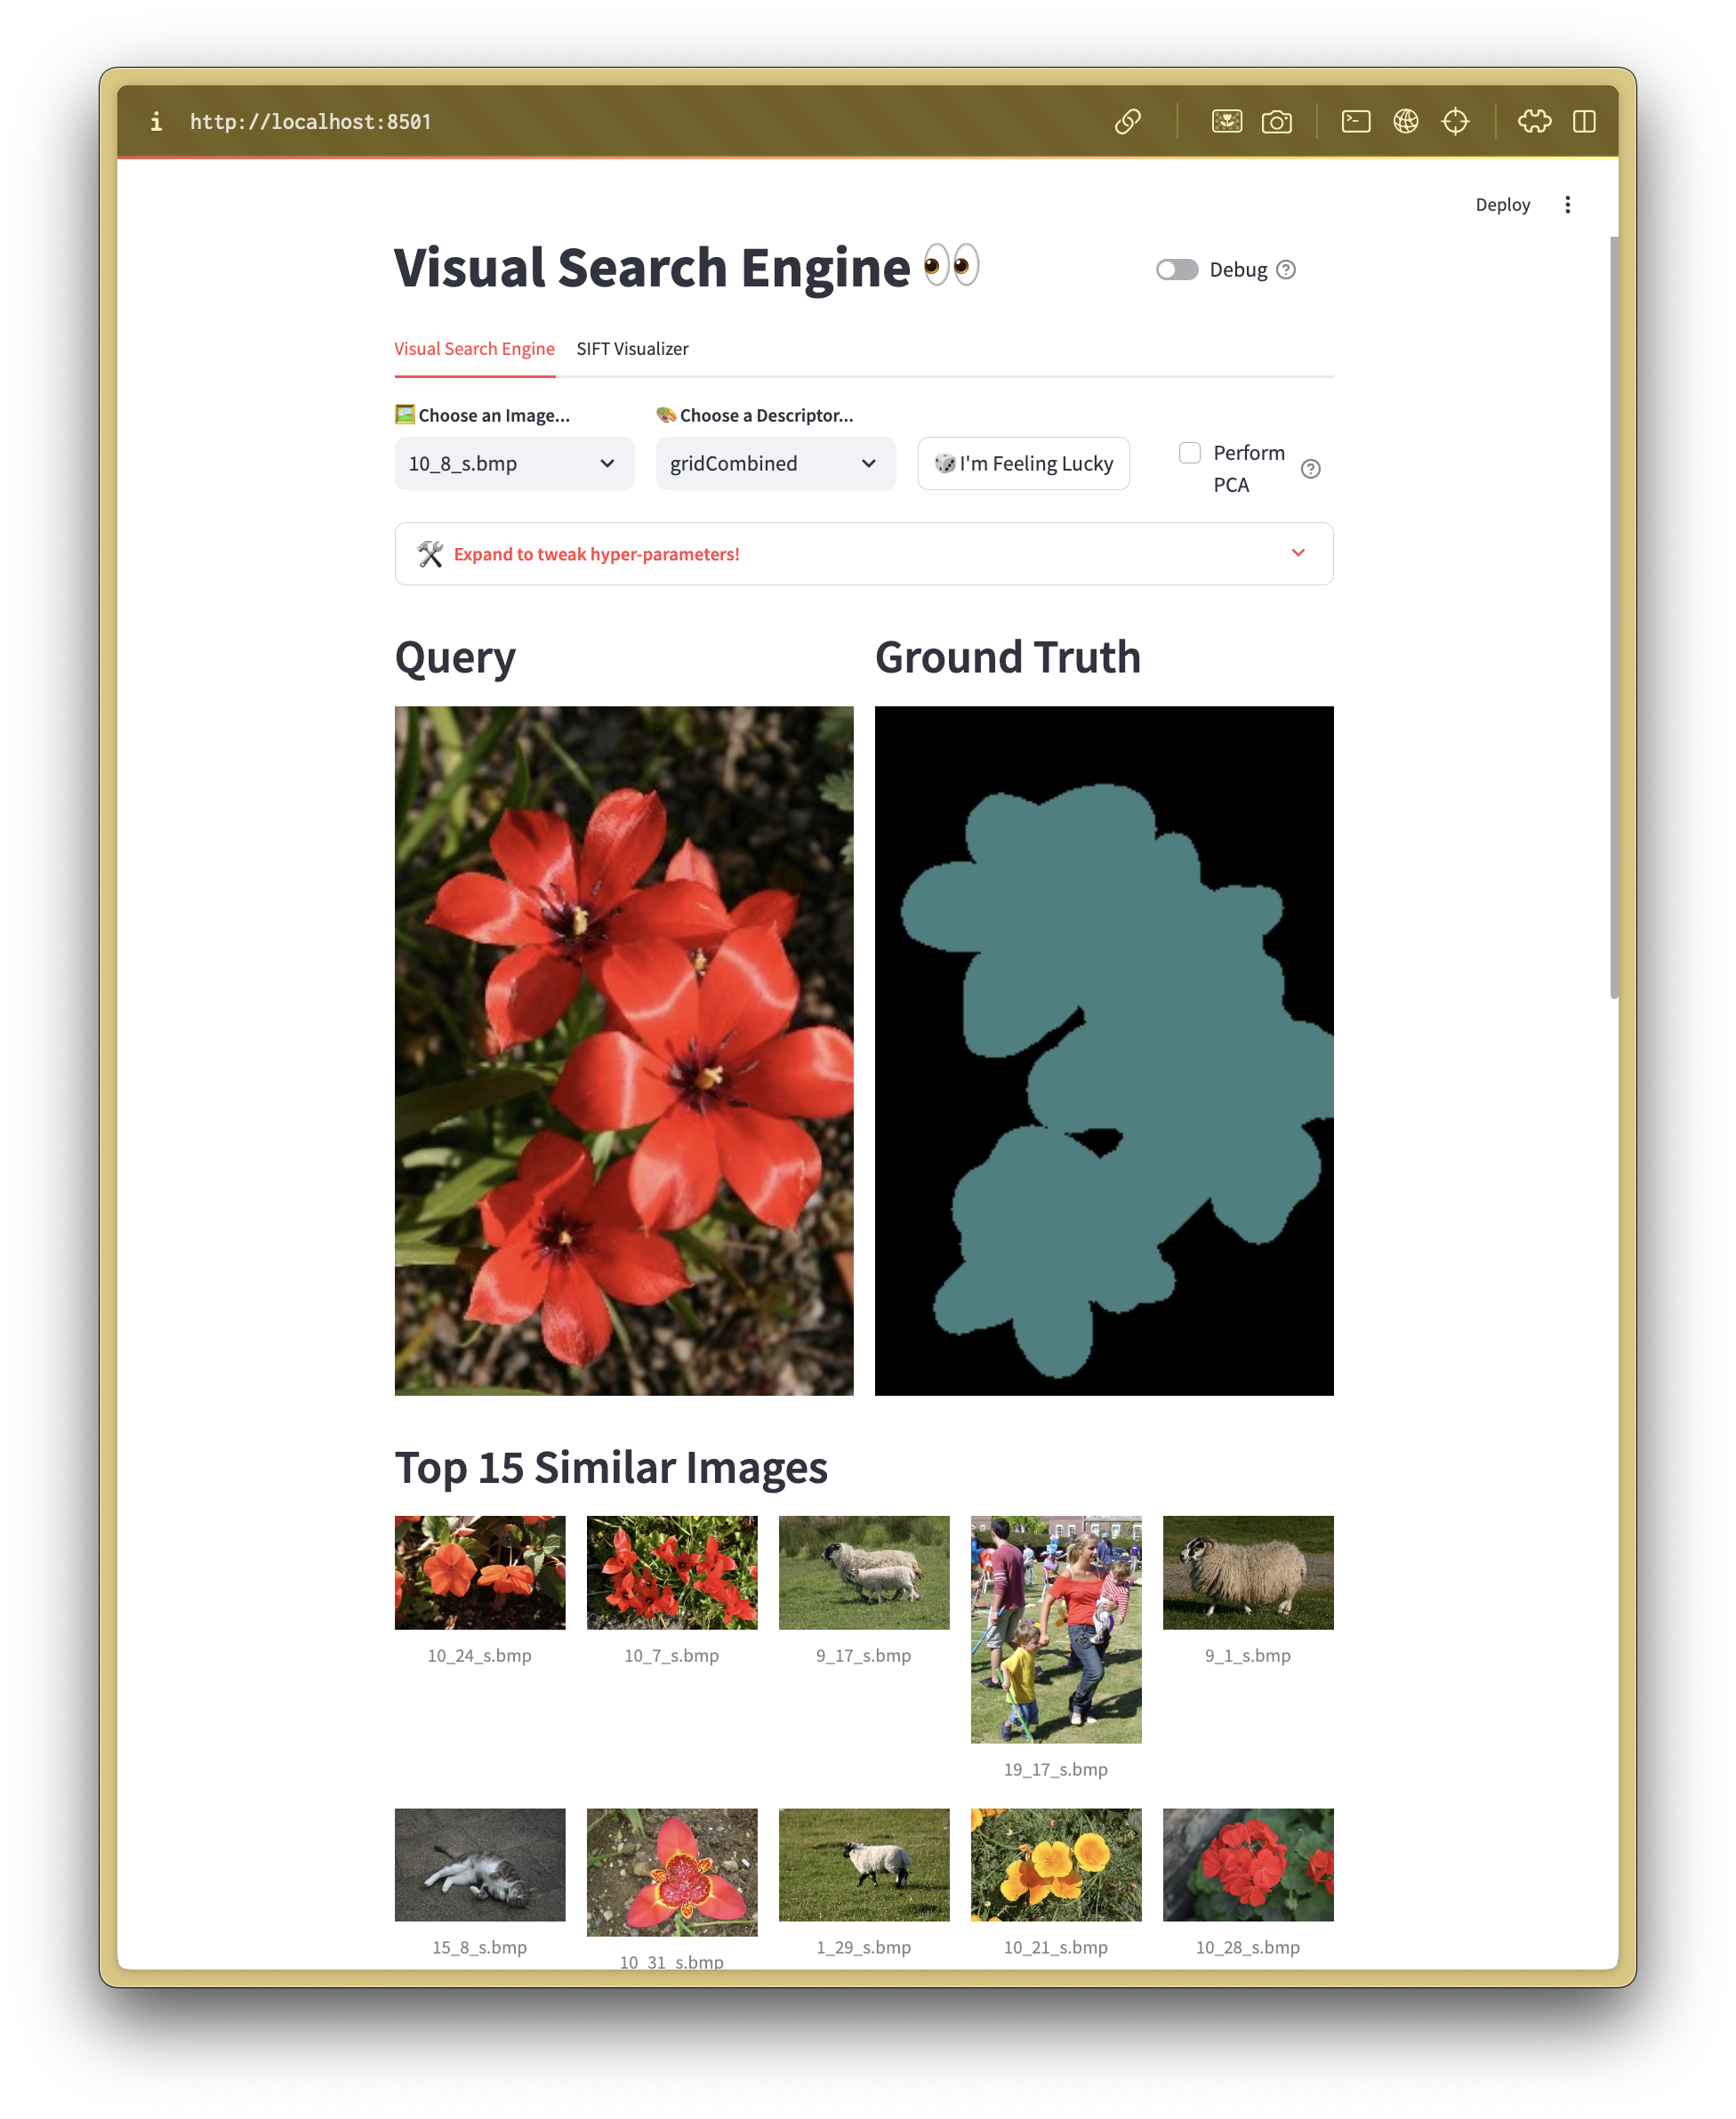 http://localhost:8501
Deploy
Visual Search Engine 👀
Debug
Visual Search Engine
SIFT Visualizer
🖼️ Choose an Image...
🎨 Choose a Descriptor...
10_8_s.bmp
gridCombined
🎲 I'm Feeling Lucky
Perform
PCA
🛠️ Expand to tweak hyper-parameters!
Query
Ground Truth
Top 15 Similar Images
10_24_s.bmp
10_7_s.bmp
9_17_s.bmp
9_1_s.bmp
19_17_s.bmp
15_8_s.bmp
1_29_s.bmp
10_21_s.bmp
10_28_s.bmp
10_31_s.bmp